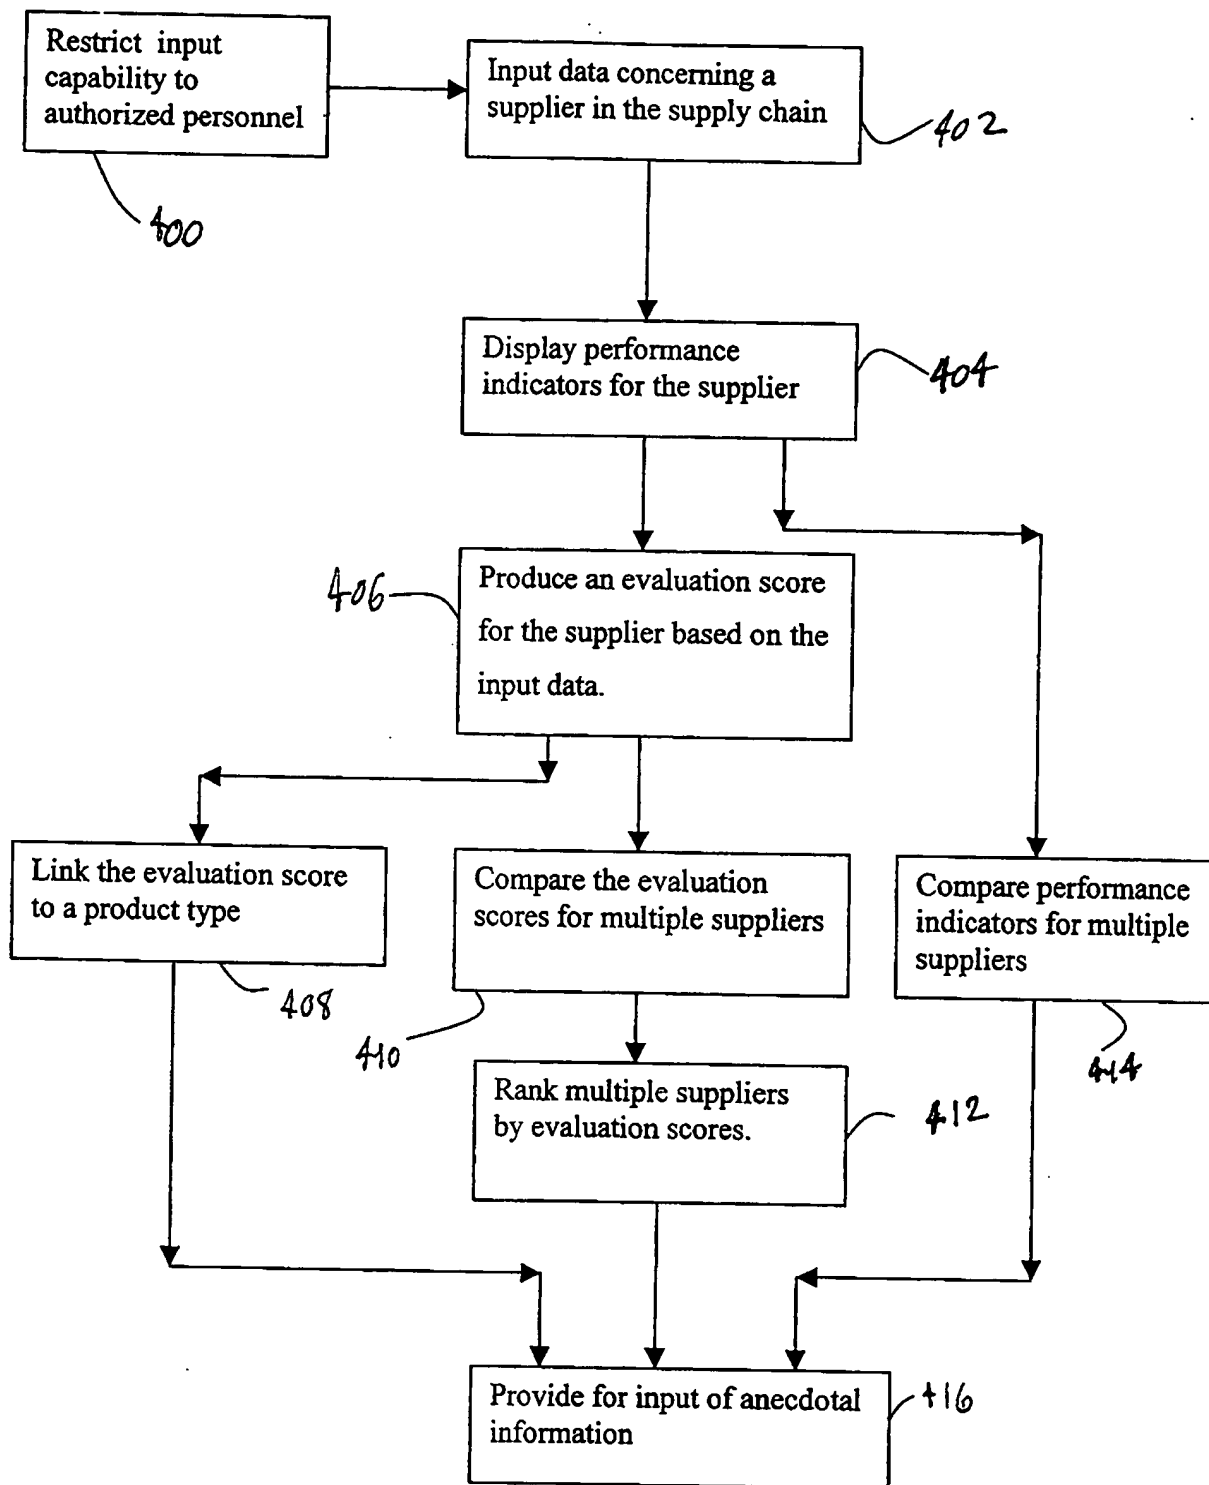 Restrict input
capability to
authorized personnel
400
Input data concerning a
supplier in the supply chain
402
Display performance
indicators for the supplier
404
406
Produce an evaluation score
for the supplier based on the
input data.
Link the evaluation score
to a product type
408
Compare the evaluation
scores for multiple suppliers
410
Compare performance
indicators for multiple
suppliers
414
Rank multiple suppliers
by evaluation scores.
412
Provide for input of anecdotal
information
416